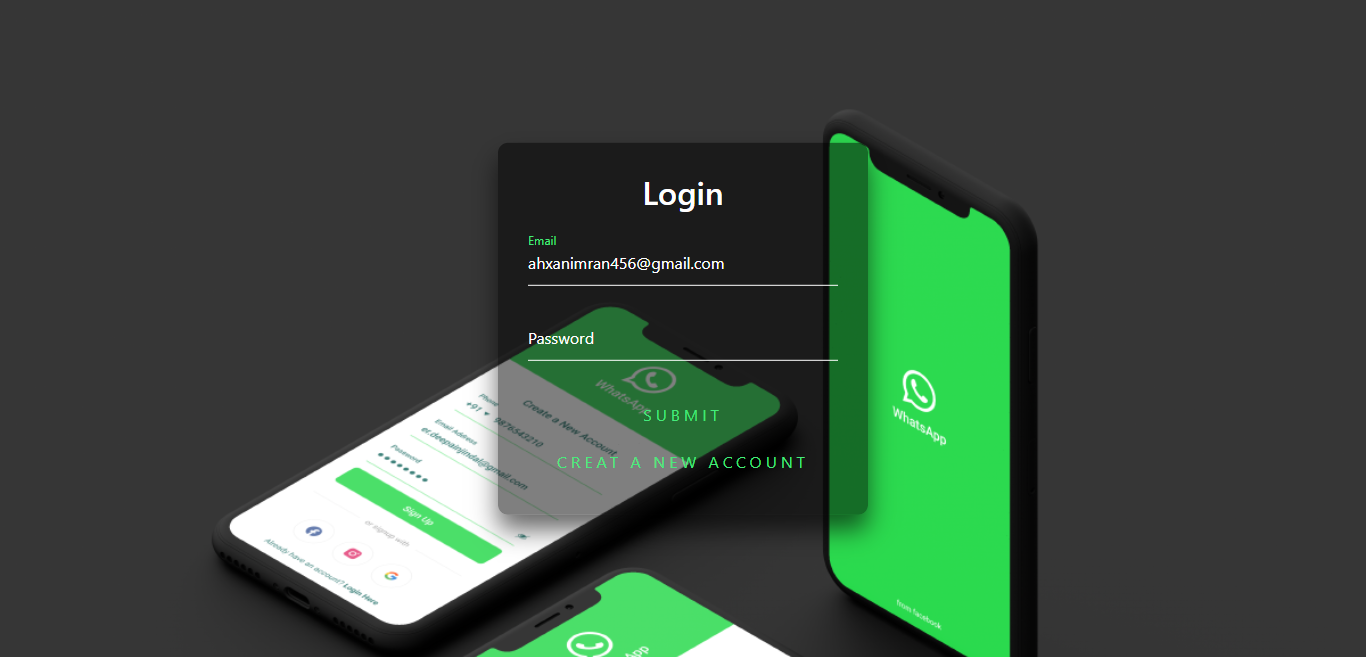 Login
Email
ahxanimran456@gmail.com
Password
SUBMIT
CREAT A NEW ACCOUNT
WhatsApp
Create a New Account
Phone
+91
9876543210
Email Address
er.deepainjindal@gmail.com
Password
Sign Up
or signup with
Already have an account? Login Here
WhatsApp
from facebook
App